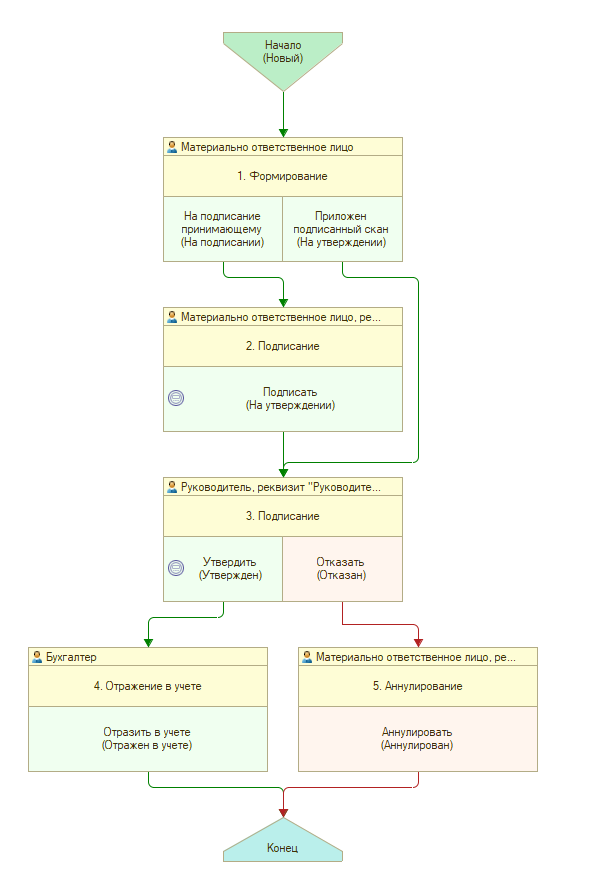 Начало
(Новый)
Материально ответственное лицо
1. Формирование
На подписание
принимающему
(На подписании)
Приложен
подписанный скан
(На утверждении)
Материально ответственное лицо, ре...
2. Подписание
Подписать
(На утверждении)
Руководитель, реквизит "Руководите...
3. Подписание
Утвердить
(Утвержден)
Отказать
(Отказан)
Бухгалтер
4. Отражение в учете
Отразить в учете
(Отражен в учете)
Материально ответственное лицо, ре...
5. Аннулирование
Аннулировать
(Аннулирован)
Конец